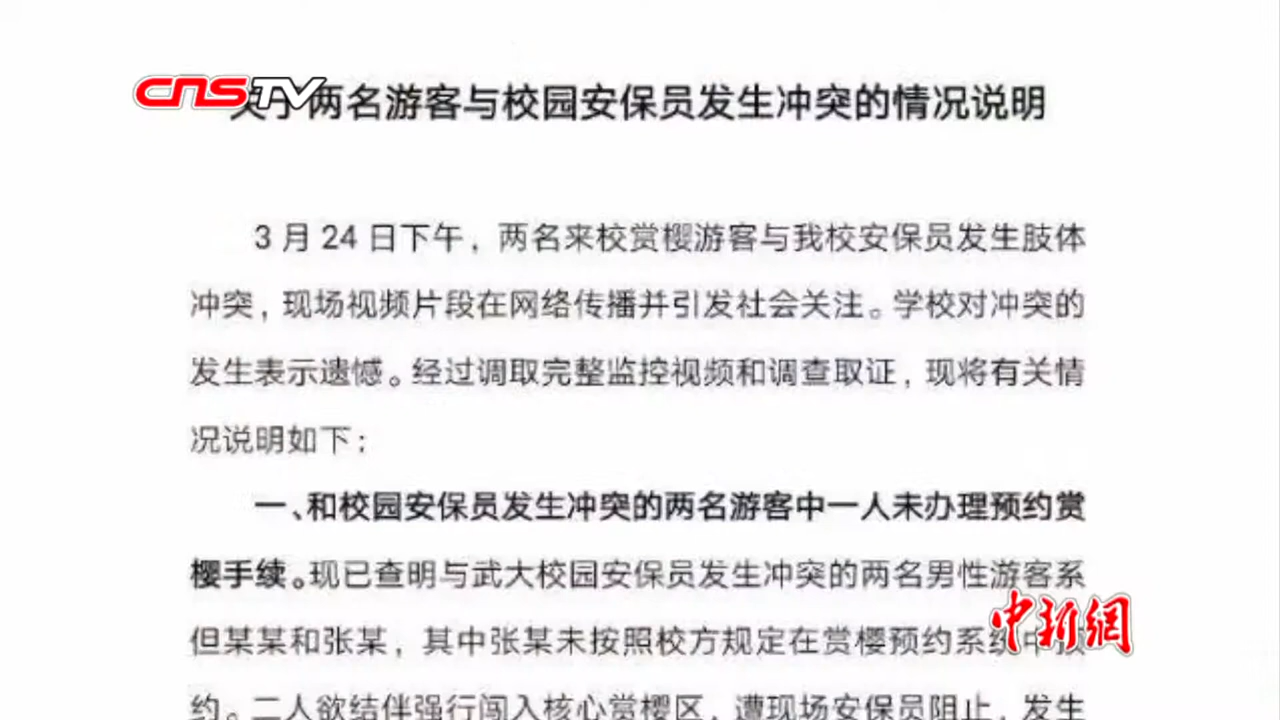 CNSTV
关于两名游客与校园安保员发生冲突的情况说明
3月24日下午，两名来校赏樱游客与我校安保员发生肢体
冲突，现场视频片段在网络传播并引发社会关注。学校对冲突的
发生表示遗憾。经过调取完整监控视频和调查取证，现将有关情
况说明如下；
一、和校园安保员发生冲突的两名游客中一人未办理预约赏
樱手续。现已查明与武大校园安保员发生冲突的两名男性游客系
但某某和张某，其中张某未按照校方规定在赏樱预约系统中预
约。二人欲结伴强行闯入核心赏樱区，遭现场安保员阻止，发生
中新網